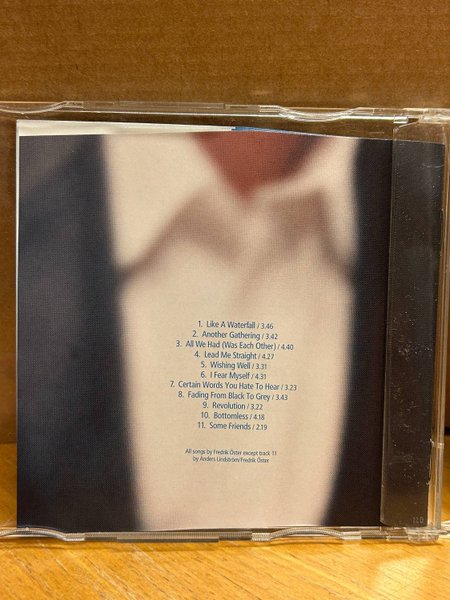 1. Like A Waterfall / 3.46
2. Another Gathering / 3.42
3. All We Had (Was Each Other) / 4.40
4. Lead Me Straight / 4.27
5. Wishing Well / 3.31
6. I Fear Myself / 4.31
7. Certain Words You Hate To Hear / 3.23
8. Fading From Black To Grey / 3.43
9. Revolution / 3.22
10. Bottomless / 4.18
11. Some Friends / 2.19
All songs by Fredrik Öster except track 11
by Anders Lindström/Fredrik Öster